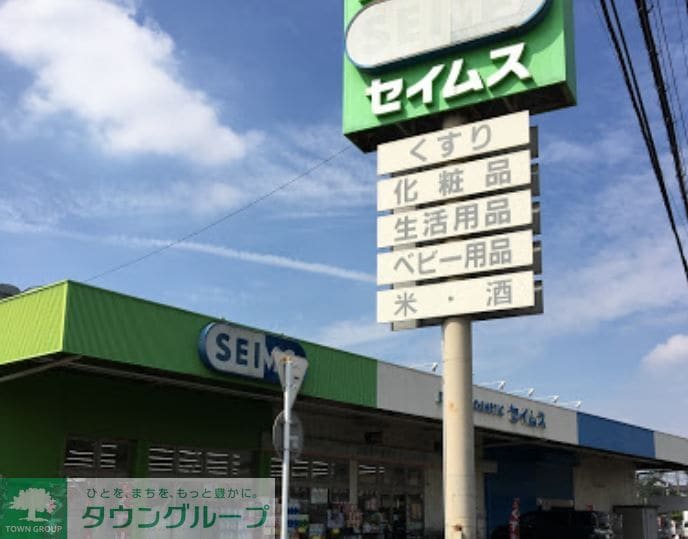 SEIMS
セイムス
くすり
化粧品
生活用品
ベビー用品
米・酒
SEIMS
セイムス
ひとを、まちを、もっと豊かに。
タウングループ
TOWN GROUP